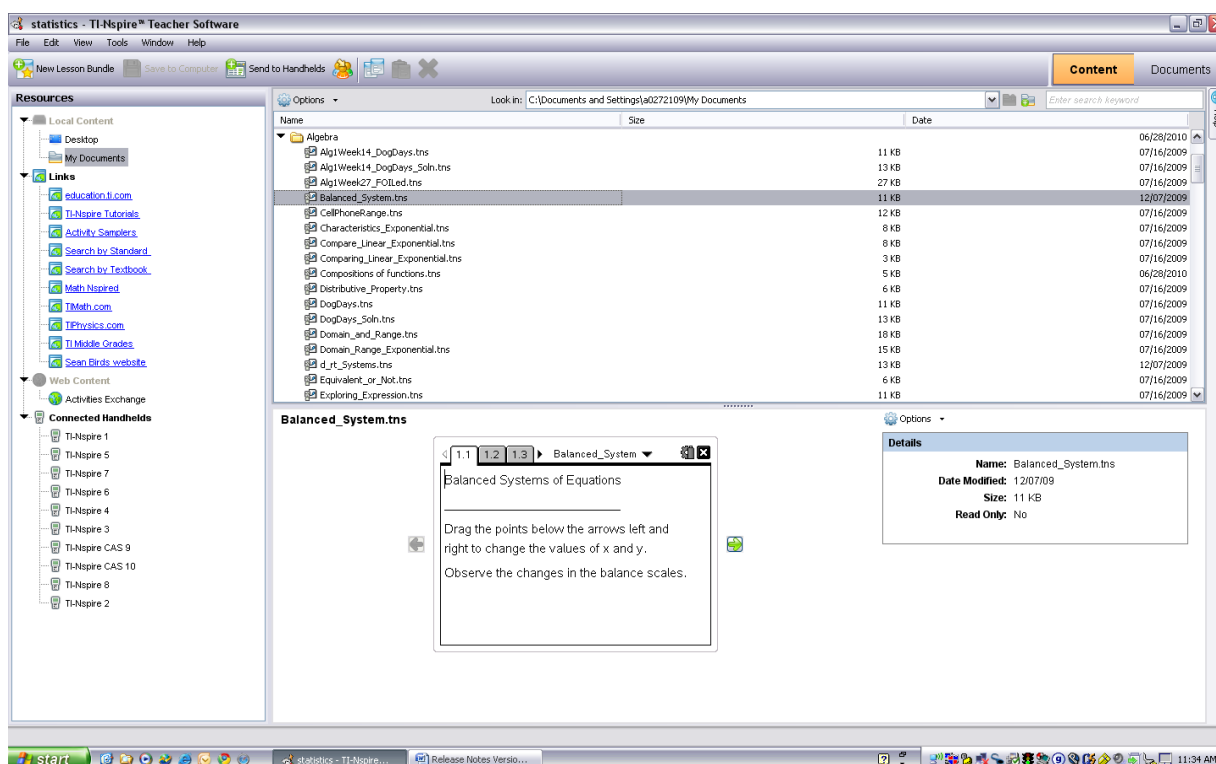 statistics - TI-Nspire™ Teacher Software
File Edit View Tools Window Help
New Lesson Bundle Save to Computer Send to Handhelds Content Documents
Resources
Local Content
Desktop
My Documents
Links
education.ti.com
TI-Nspire Tutorials
Activity Samplers
Search by Standard
Search by Textbook
Math Nspired
TIMath.com
TIPhysics.com
TI Middle Grades
Sean Birds website
Web Content
Activities Exchange
Connected Handhelds
TI-Nspire 1
TI-Nspire 5
TI-Nspire 7
TI-Nspire 6
TI-Nspire 4
TI-Nspire 3
TI-Nspire CAS 9
TI-Nspire CAS 10
TI-Nspire 8
TI-Nspire 2
Options Look in: C:\Documents and Settings\a0272109\My Documents Enter search keyword
Name Size Date
Algebra 06/28/2010
Alg1Week14_DogDays.tns 11 KB 07/16/2009
Alg1Week14_DogDays_Soln.tns 13 KB 07/16/2009
Alg1Week27_FOILed.tns 27 KB 07/16/2009
Balanced_System.tns 11 KB 12/07/2009
CellPhoneRange.tns 12 KB 07/16/2009
Characteristics_Exponential.tns 8 KB 07/16/2009
Compare_Linear_Exponential.tns 8 KB 07/16/2009
Comparing_Linear_Exponential.tns 3 KB 07/16/2009
Compositions of functions.tns 5 KB 06/28/2010
Distributive_Property.tns 6 KB 07/16/2009
DogDays.tns 11 KB 07/16/2009
DogDays_Soln.tns 13 KB 07/16/2009
Domain_and_Range.tns 18 KB 07/16/2009
Domain_Range_Exponential.tns 15 KB 07/16/2009
d_rt_Systems.tns 13 KB 12/07/2009
Equivalent_or_Not.tns 6 KB 07/16/2009
Exploring_Expression.tns 11 KB 07/16/2009
Balanced_System.tns
1.1 1.2 1.3 Balanced_System
Balanced Systems of Equations
Drag the points below the arrows left and
right to change the values of x and y.
Observe the changes in the balance scales.
Options
Details
Name: Balanced_System.tns
Date Modified: 12/07/09
Size: 11 KB
Read Only: No
start statistics - TI-Nspire... Release Notes Versio... 11:34 AM